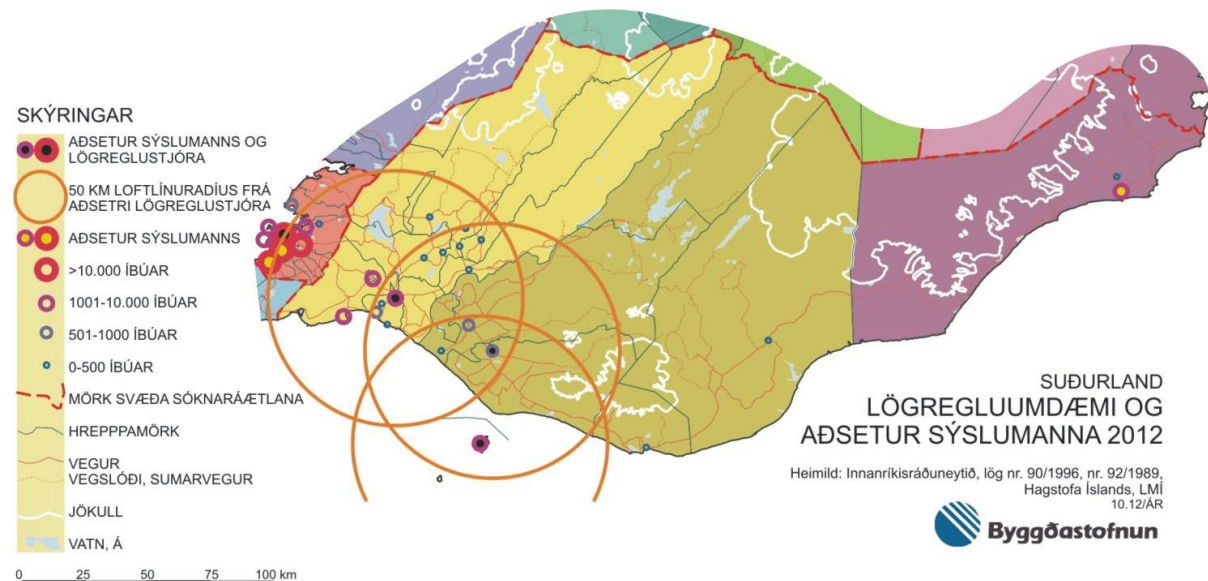 SKÝRINGAR
AÐSETUR SÝSLUMANNS OG
LÖGREGLUSTJÓRA
50 KM LOFTLÍNURADÍUS FRÁ
AÐSETRI LÖGREGLUSTJÓRA
AÐSETUR SÝSLUMANNS
>10.000 ÍBÚAR
1001-10.000 ÍBÚAR
501-1000 ÍBÚAR
0-500 ÍBÚAR
MÖRK SVÆÐA SÓKNARÁÆTLANA
HREPPPAMÖRK
VEGUR
VEGSLÓÐI, SUMARVEGUR
JÖKULL
VATN, Á
0 25 50 75 100 km
SUÐURLAND
LÖGREGLUUMDÆMI OG
AÐSETUR SÝSLUMANNA 2012
Heimild: Innanríkisráðuneytið, lög nr. 90/1996, nr. 92/1989,
Hagstofa Íslands, LMÍ
10.12/ÁR
Byggðastofnun